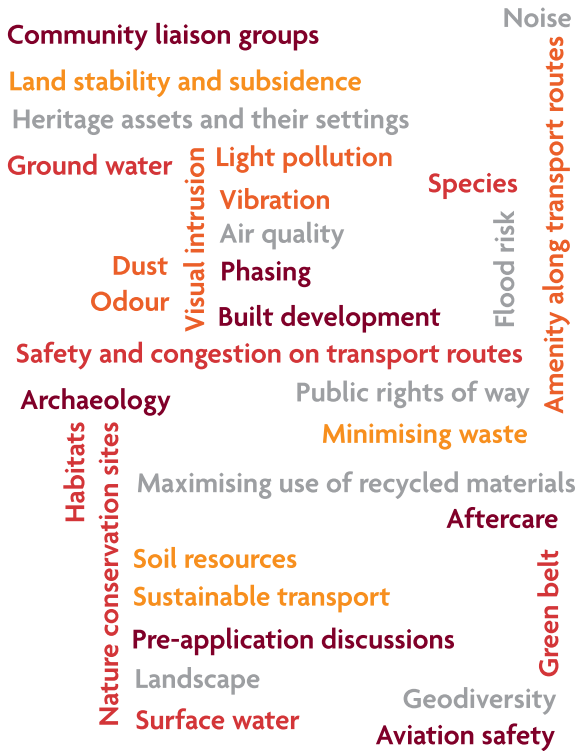 Noise
Community liaison groups
Land stability and subsidence
Heritage assets and their settings
Amenity along transport routes
Ground water
Visual intrusion
Light pollution
Species
Vibration
Air quality
Flood risk
Dust
Phasing
Odour
Built development
Safety and congestion on transport routes
Public rights of way
Archaeology
Minimising waste
Habitats
Nature conservation sites
Maximising use of recycled materials
Aftercare
Soil resources
Green belt
Sustainable transport
Pre-application discussions
Landscape
Geodiversity
Surface water
Aviation safety